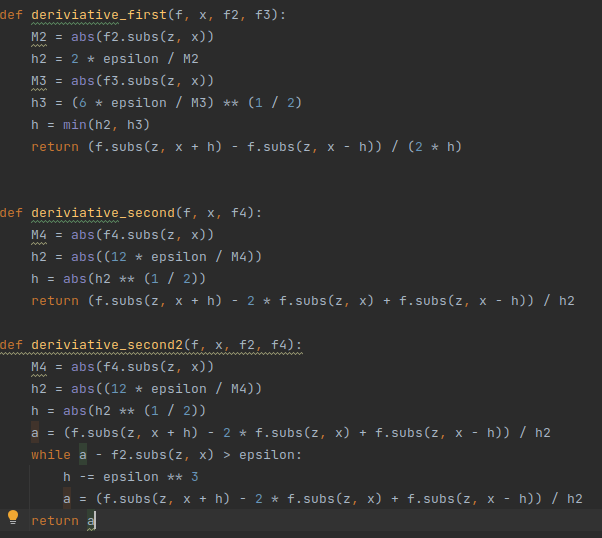 def deriviative_first(f, x, f2, f3):
    M2 = abs(f2.subs(z, x))
    h2 = 2 * epsilon / M2
    M3 = abs(f3.subs(z, x))
    h3 = (6 * epsilon / M3) ** (1 / 2)
    h = min(h2, h3)
    return (f.subs(z, x + h) - f.subs(z, x - h)) / (2 * h)
def deriviative_second(f, x, f4):
    M4 = abs(f4.subs(z, x))
    h2 = abs((12 * epsilon / M4))
    h = abs(h2 ** (1 / 2))
    return (f.subs(z, x + h) - 2 * f.subs(z, x) + f.subs(z, x - h)) / h2
def deriviative_second2(f, x, f2, f4):
    M4 = abs(f4.subs(z, x))
    h2 = abs((12 * epsilon / M4))
    h = abs(h2 ** (1 / 2))
    a = (f.subs(z, x + h) - 2 * f.subs(z, x) + f.subs(z, x - h)) / h2
    while a - f2.subs(z, x) > epsilon:
        h -= epsilon ** 3
        a = (f.subs(z, x + h) - 2 * f.subs(z, x) + f.subs(z, x - h)) / h2
    return a